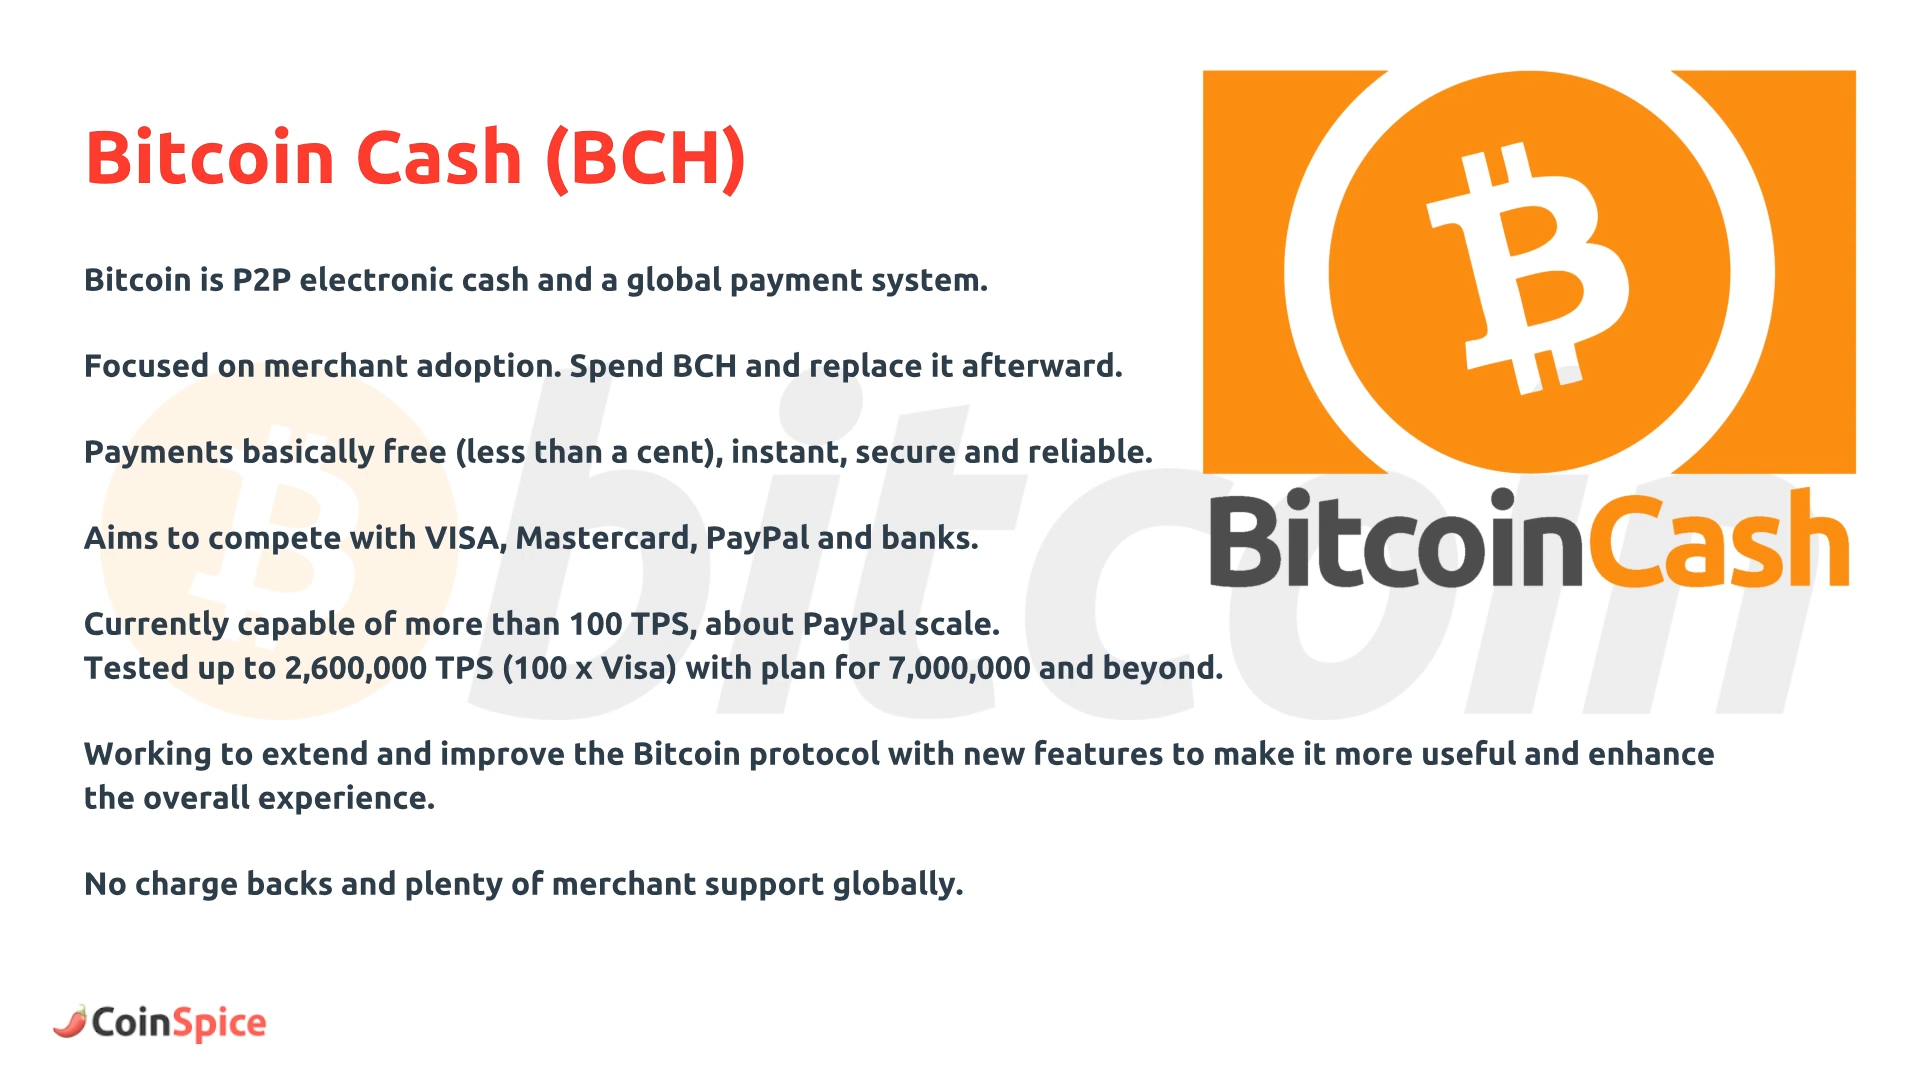 Bitcoin Cash (BCH)
Bitcoin is P2P electronic cash and a global payment system.
Focused on merchant adoption. Spend BCH and replace it afterward.
Payments basically free (less than a cent), instant, secure and reliable.
Aims to compete with VISA, Mastercard, PayPal and banks.
Currently capable of more than 100 TPS, about PayPal scale.
Tested up to 2,600,000 TPS (100 x Visa) with plan for 7,000,000 and beyond.
Working to extend and improve the Bitcoin protocol with new features to make it more useful and enhance
the overall experience.
No charge backs and plenty of merchant support globally.
BitcoinCash
bitcoin
CoinSpice